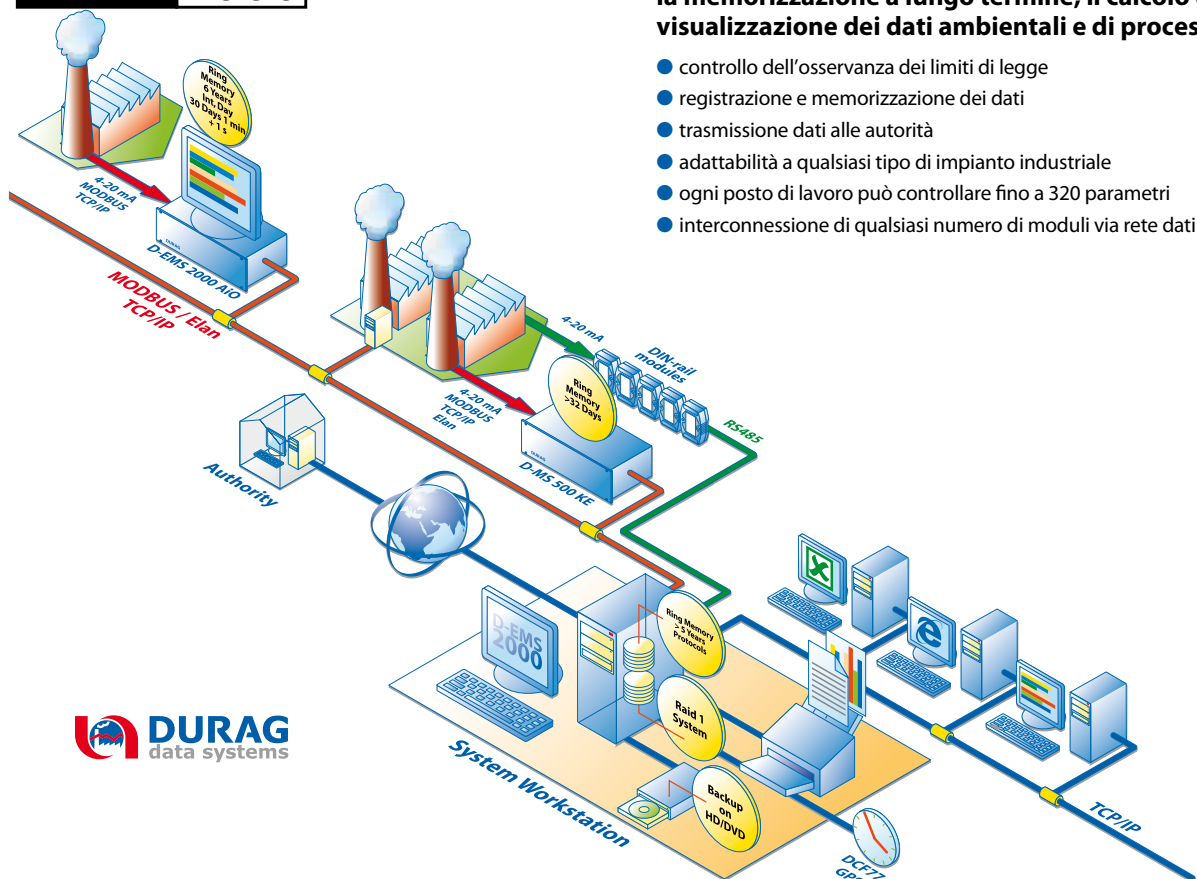 la memorizzazione a lungo termine, il calcolo
visualizzazione dei dati ambientali e di
● controllo dell’osservanza dei limiti di legge
● registrazione e memorizzazione dei dati
● trasmissione dati alle autorità
● adattabilità a qualsiasi tipo di impianto industriale
● ogni posto di lavoro può controllare fino a 320 parametri
● interconnessione di qualsiasi numero di moduli via rete dati
Ring
Memory
6 Years
Int. Day
30 Days 1 min
+ 1 s
4-20 mA
MODBUS
TCP/IP
DURAG
D-EMS 2000 AiO
MODBUS / Elan
TCP/IP
4-20 mA
DIN-rail
modules
Ring
Memory
>32 Days
4-20 mA
MODBUS
TCP/IP
Elan
RS485
DURAG
D-MS 500 KE
Authority
D-EMS
2000
Ring Memory
> 5 Years
Protocols
Raid 1
System
Backup
on
HD/DVD
System Workstation
DURAG
data systems
TCP/IP
DCF77